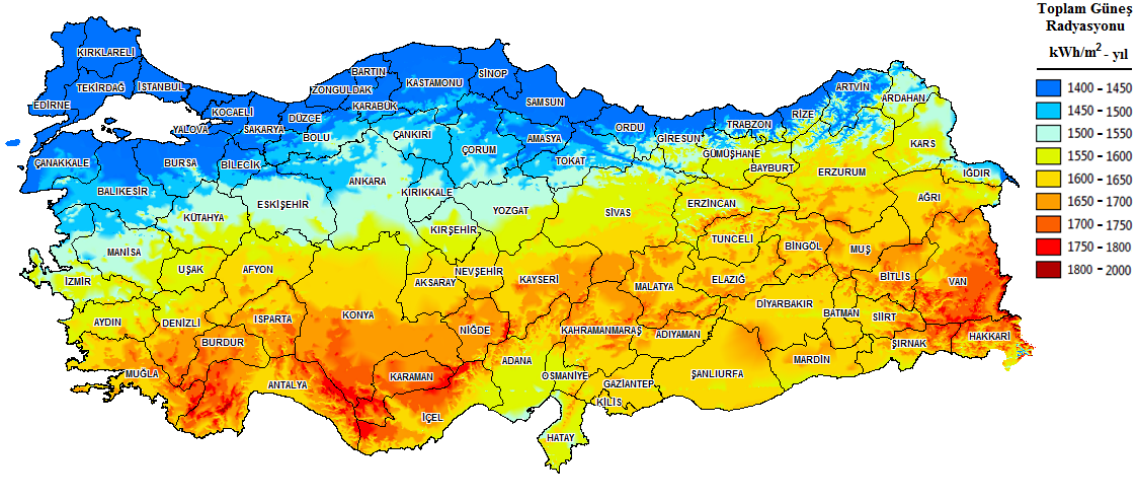 Toplam Güneş
Radyasyonu
kWh/m² - yıl
1400 - 1450
1450 - 1500
1500 - 1550
1550 - 1600
1600 - 1650
1650 - 1700
1700 - 1750
1750 - 1800
1800 - 2000
KIRKLARELİ
TEKİRDAĞ
İSTANBUL
EDİRNE
KOCAELİ
YALOVA
SAKARYA
DÜZCE
ZONGULDAK
BARTIN
KARABÜK
KASTAMONU
SİNOP
SAMSUN
BOLU
ÇANKIRI
ÇORUM
AMASYA
TOKAT
ORDU
GİRESUN
TRABZON
RİZE
ARTVİN
ARDAHAN
KARS
GÜMÜŞHANE
BAYBURT
ERZURUM
IĞDIR
AĞRI
ÇANAKKALE
BURSA
BİLECİK
BALIKESİR
KÜTAHYA
ESKİŞEHİR
ANKARA
KIRIKKALE
YOZGAT
SİVAS
ERZİNCAN
KIRŞEHİR
TUNCELİ
BİNGÖL
MUŞ
MANİSA
İZMİR
UŞAK
AFYON
AKSARAY
NEVŞEHİR
KAYSERİ
MALATYA
ELAZIĞ
BİTLİS
VAN
AYDIN
DENİZLİ
ISPARTA
BURDUR
KONYA
NİĞDE
KAHRAMANMARAŞ
ADIYAMAN
DİYARBAKIR
BATMAN
SİİRT
ŞIRNAK
HAKKARİ
MUĞLA
ANTALYA
KARAMAN
İÇEL
ADANA
OSMANİYE
GAZİANTEP
KİLİS
ŞANLIURFA
MARDİN
HATAY